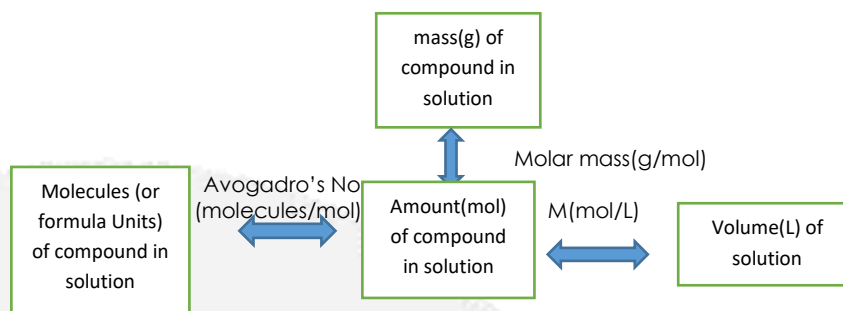 mass(g) of
compound in
solution
Molar mass(g/mol)
Molecules (or
formula Units)
of compound in
solution
Avogadro's No
(molecules/mol)
Amount(mol)
of compound
in solution
M(mol/L)
Volume(L) of
solution